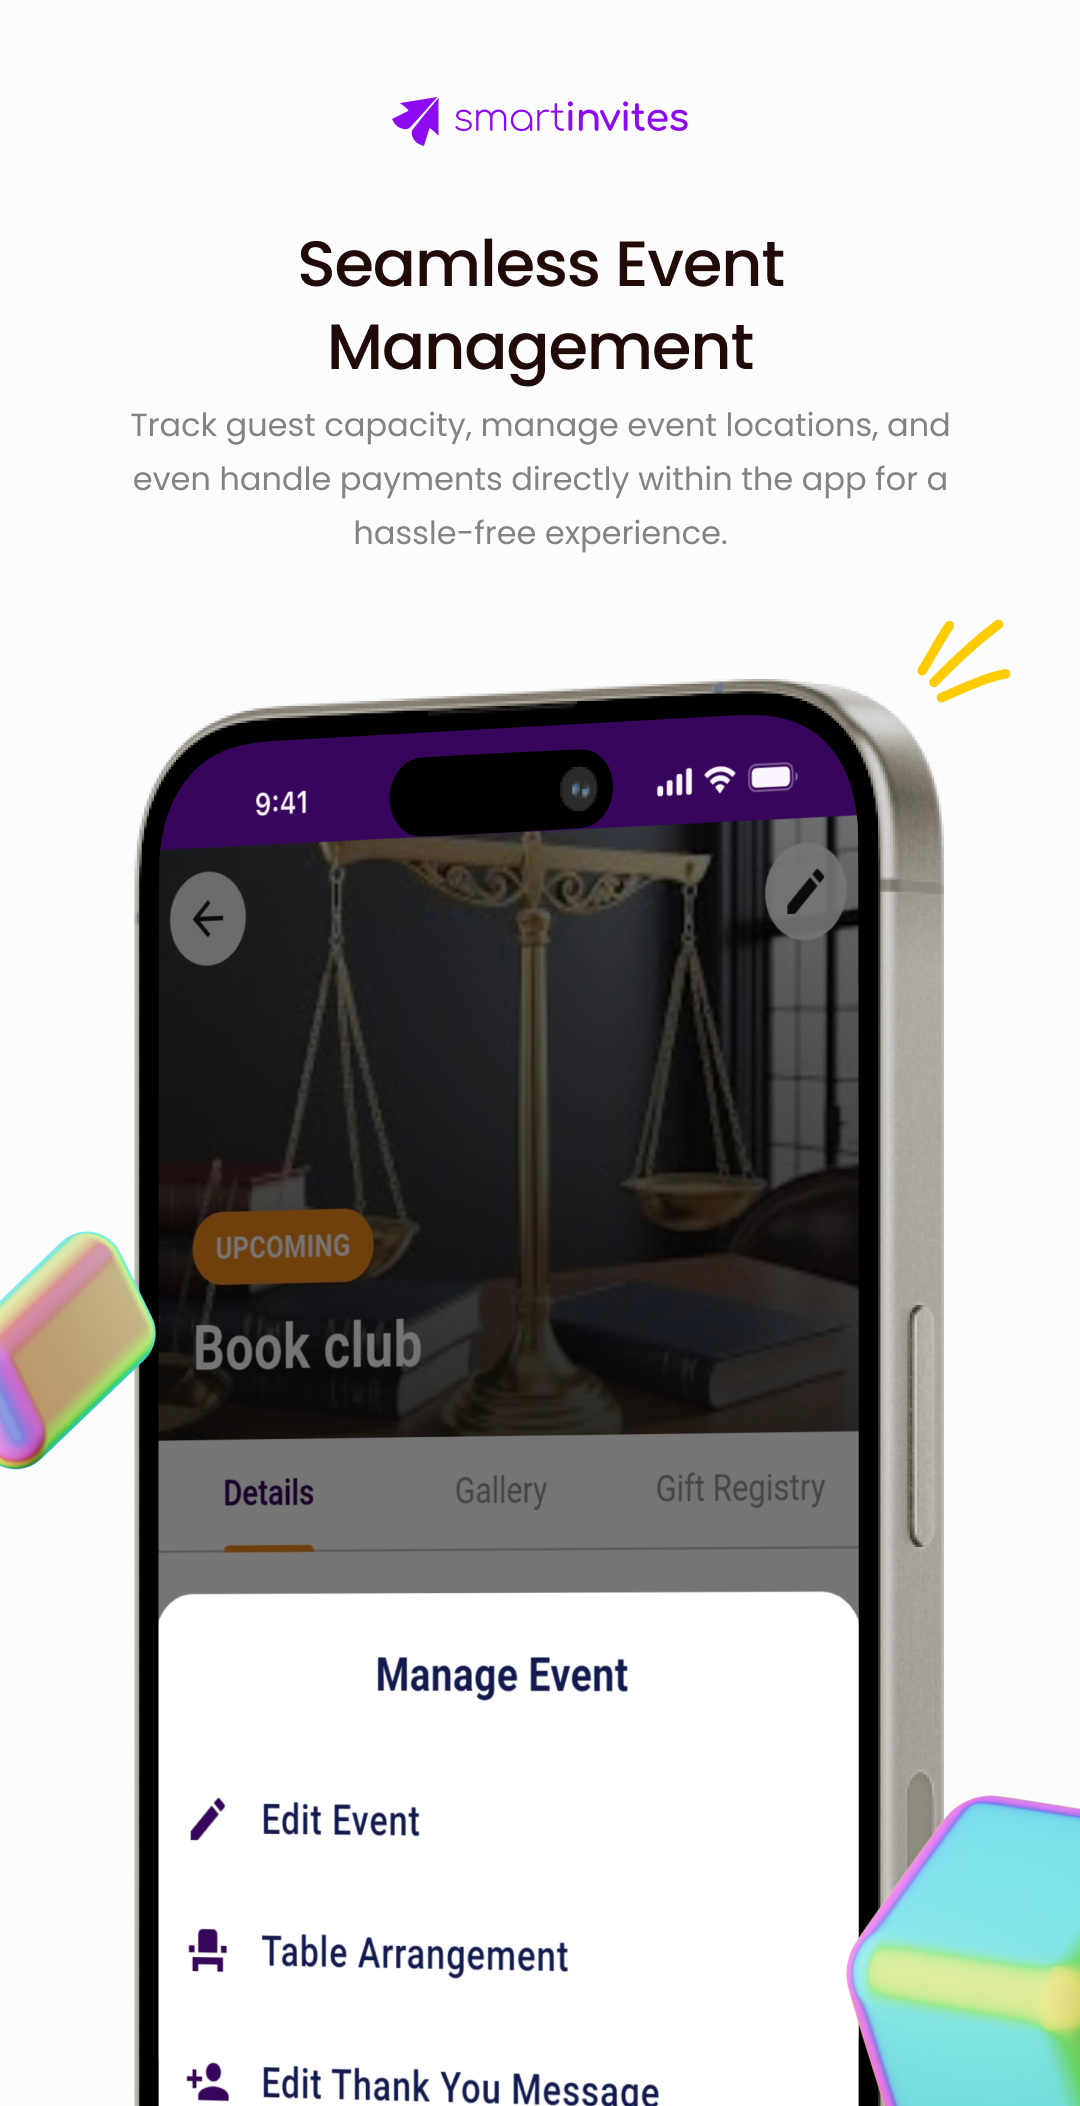 smartinvites
Seamless Event
Management
Track guest capacity, manage event locations, and
even handle payments directly within the app for a
hassle-free experience.
9:41
UPCOMING
Book club
Details Gallery Gift Registry
Manage Event
Edit Event
Table Arrangement
Edit Thank You Message